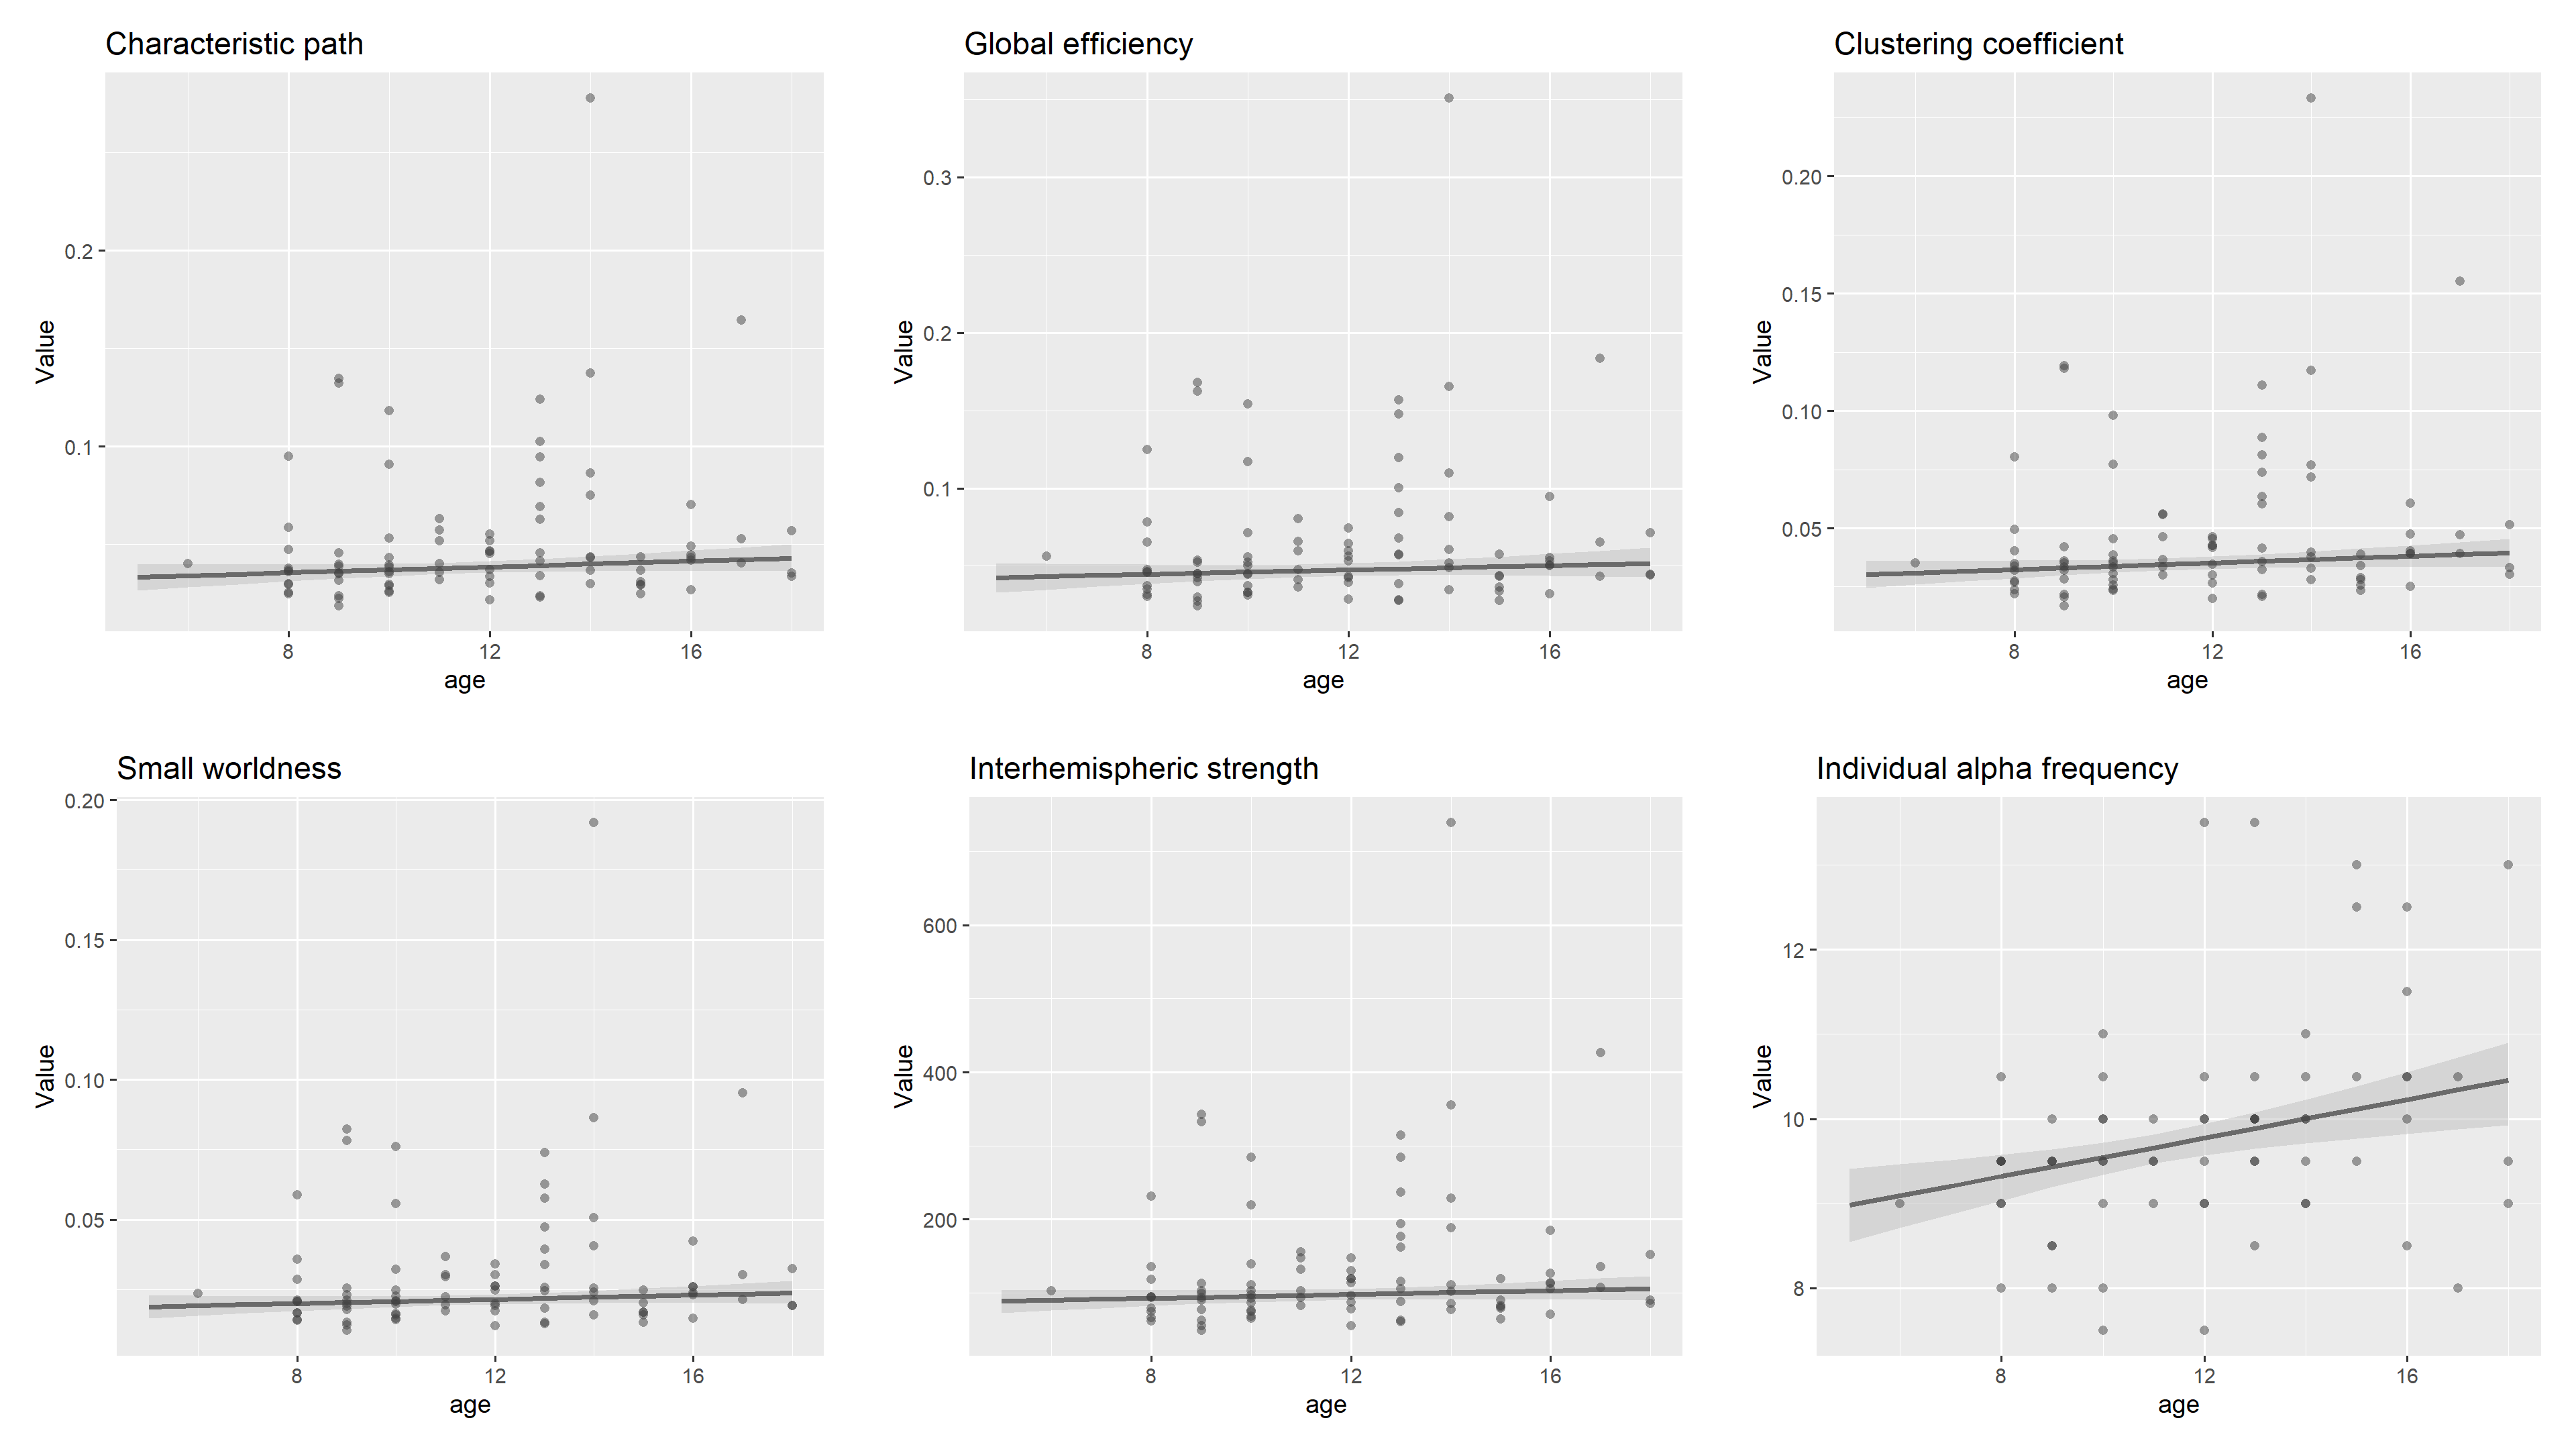 Characteristic path
Global efficiency
Clustering coefficient
Value
0.2
0.1
8
12
16
age
Value
0.3
0.2
0.1
8
12
16
age
Value
0.20
0.15
0.10
0.05
8
12
16
age
Small worldness
Interhemispheric strength
Individual alpha frequency
Value
0.20
0.15
0.10
0.05
8
12
16
age
Value
600
400
200
8
12
16
age
Value
12
10
8
8
12
16
age